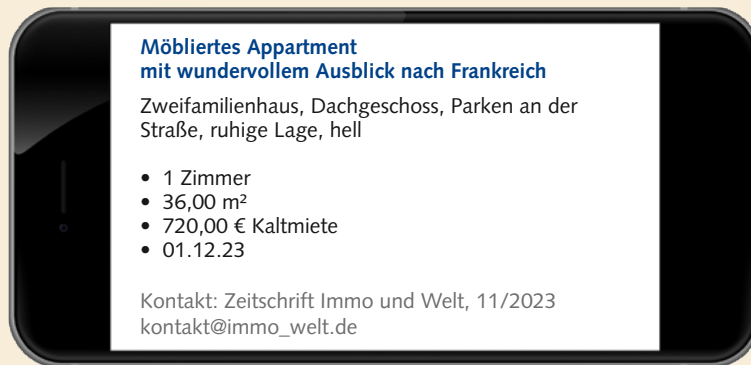 Möbliertes Appartment
mit wundervollem Ausblick nach Frankreich
Zweifamilienhaus, Dachgeschoss, Parken an der
Straße, ruhige Lage, hell
• 1 Zimmer
• 36,00 m²
• 720,00 € Kaltmiete
• 01.12.23
Kontakt: Zeitschrift Immo und Welt, 11/2023
kontakt@immo_welt.de